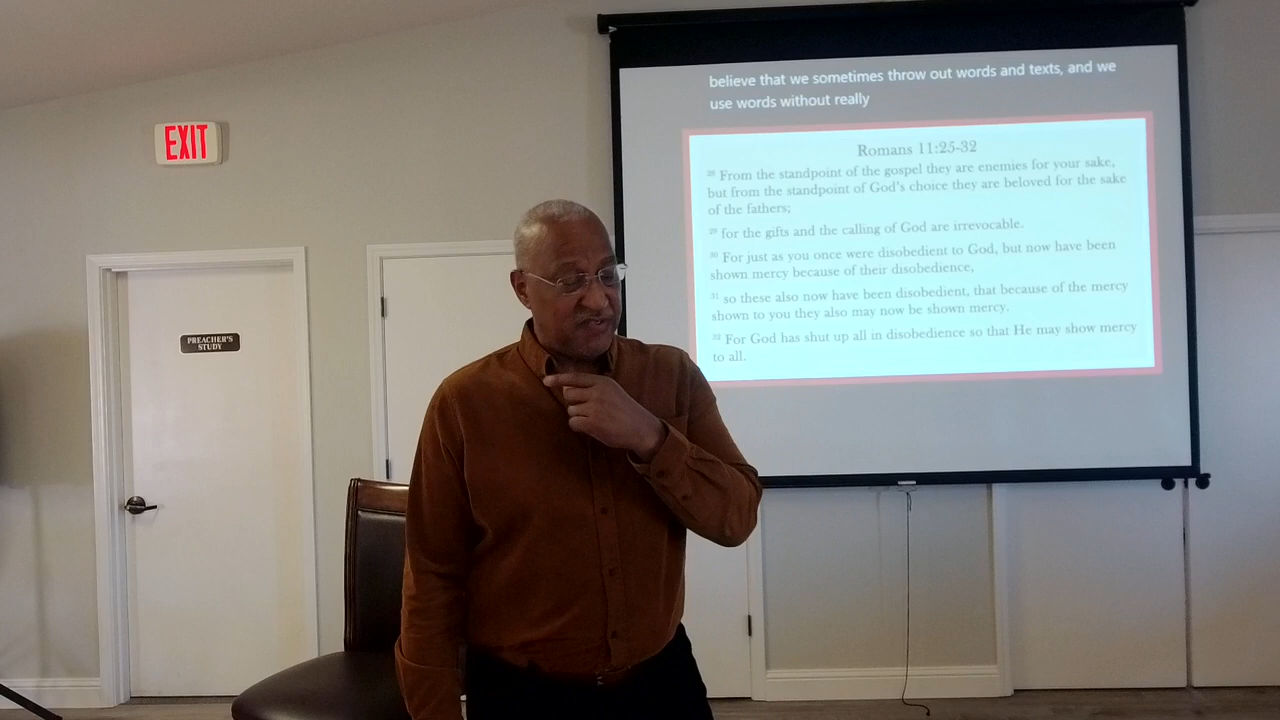 believe that we sometimes throw out words and texts, and we
use words without really
EXIT
Romans 11:25-32
28 From the standpoint of the gospel they are enemies for your sake,
but from the standpoint of God's choice they are beloved for the sake
of the fathers;
29 for the gifts and the calling of God are irrevocable.
30 For just as you once were disobedient to God, but now have been
shown mercy because of their disobedience,
31 so these also now have been disobedient, that because of the mercy
shown to you they also may now be shown mercy.
32 For God has shut up all in disobedience so that He may show mercy
to all.
PREACHER'S
STUDY